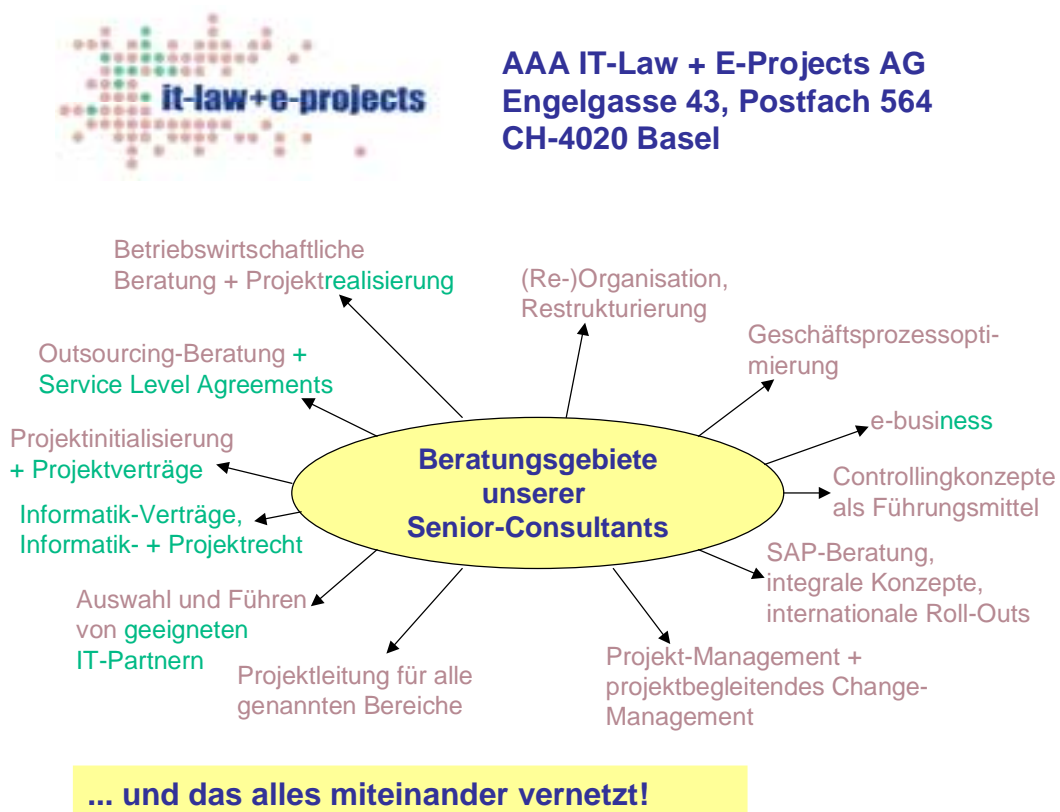 it-law+e-projects
AAA IT-Law + E-Projects AG
Engelgasse 43, Postfach 564
CH-4020 Basel
Betriebswirtschaftliche
Beratung + Projektrealisierung
(Re-)Organisation,
Restrukturierung
Geschäftsprozessopti-
mierung
Outsourcing-Beratung +
Service Level Agreements
e-business
Projektinitialisierung
+ Projektverträge
Beratungsgebiete
unserer
Senior-Consultants
Controllingkonzepte
als Führungsmittel
Informatik-Verträge,
Informatik- + Projektrecht
SAP-Beratung,
integrale Konzepte,
internationale Roll-Outs
Auswahl und Führen
von geeigneten
IT-Partnern
Projektleitung für alle
genannten Bereiche
Projekt-Management +
projektbegleitendes Change-
Management
... und das alles miteinander vernetzt!